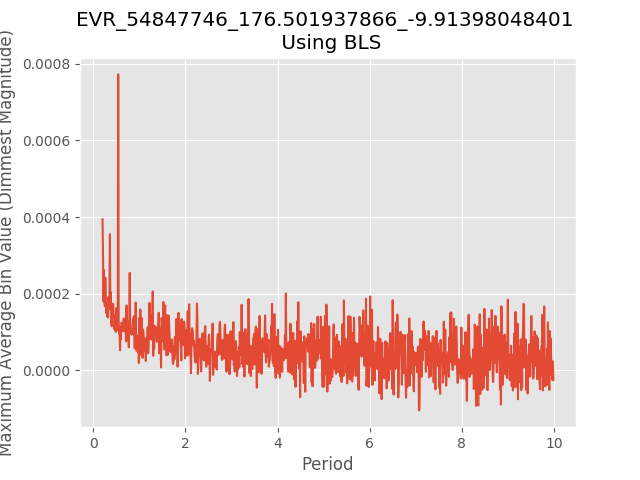 EVR_54847746_176.501937866_-9.91398048401
Using BLS
Maximum Average Bin Value (Dimmest Magnitude)
0.0008
0.0006
0.0004
0.0002
0.0000
0
2
4
6
8
10
Period